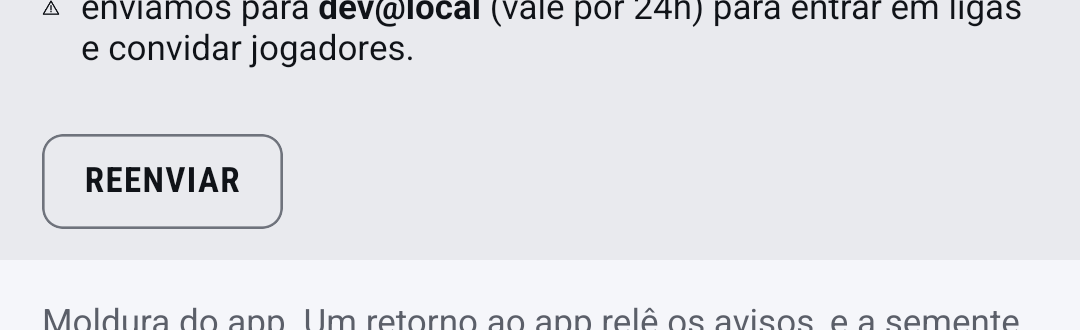 enviamos para dev@local (vale por 24h) para entrar em ligas
e convidar jogadores.
REENVIAR
Moldura do app. Um retorno ao app relê os avisos, e a semente